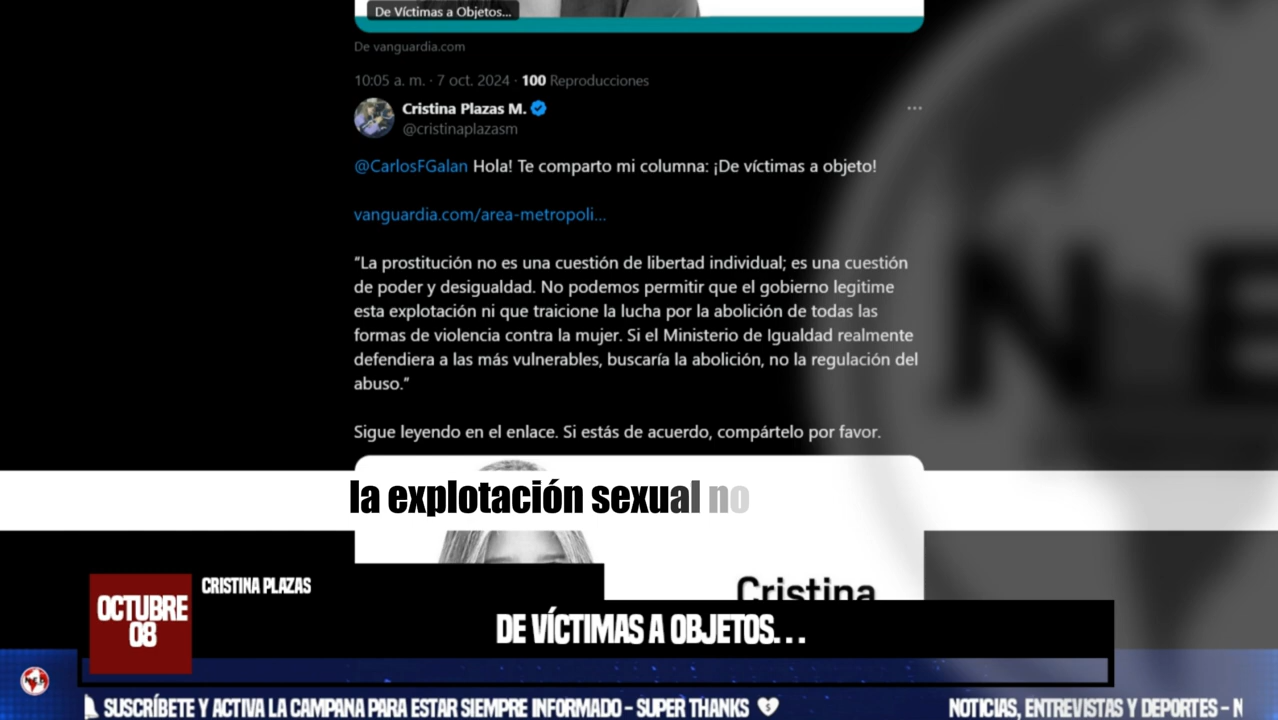 De Víctimas a Objetos...
De vanguardia.com
10:05 a. m. · 7 oct. 2024 · 100 Reproducciones
Cristina Plazas M.
@cristinaplazasm
@CarlosFGalan Hola! Te comparto mi columna: ¡De víctimas a objeto!
vanguardia.com/area-metropoli...
“La prostitución no es una cuestión de libertad individual; es una cuestión
de poder y desigualdad. No podemos permitir que el gobierno legitime
esta explotación ni que traicione la lucha por la abolición de todas las
formas de violencia contra la mujer. Si el Ministerio de Igualdad realmente
defendiera a las más vulnerables, buscaría la abolición, no la regulación del
abuso.”
Sigue leyendo en el enlace. Si estás de acuerdo, compártelo por favor.
la explotación sexual no
Cristina
OCTUBRE
08
CRISTINA PLAZAS
DE VÍCTIMAS A OBJETOS...
SUSCRÍBETE Y ACTIVA LA CAMPANA PARA ESTAR SIEMPRE INFORMADO - SUPER THANKS
NOTICIAS, ENTREVISTAS Y DEPORTES - N